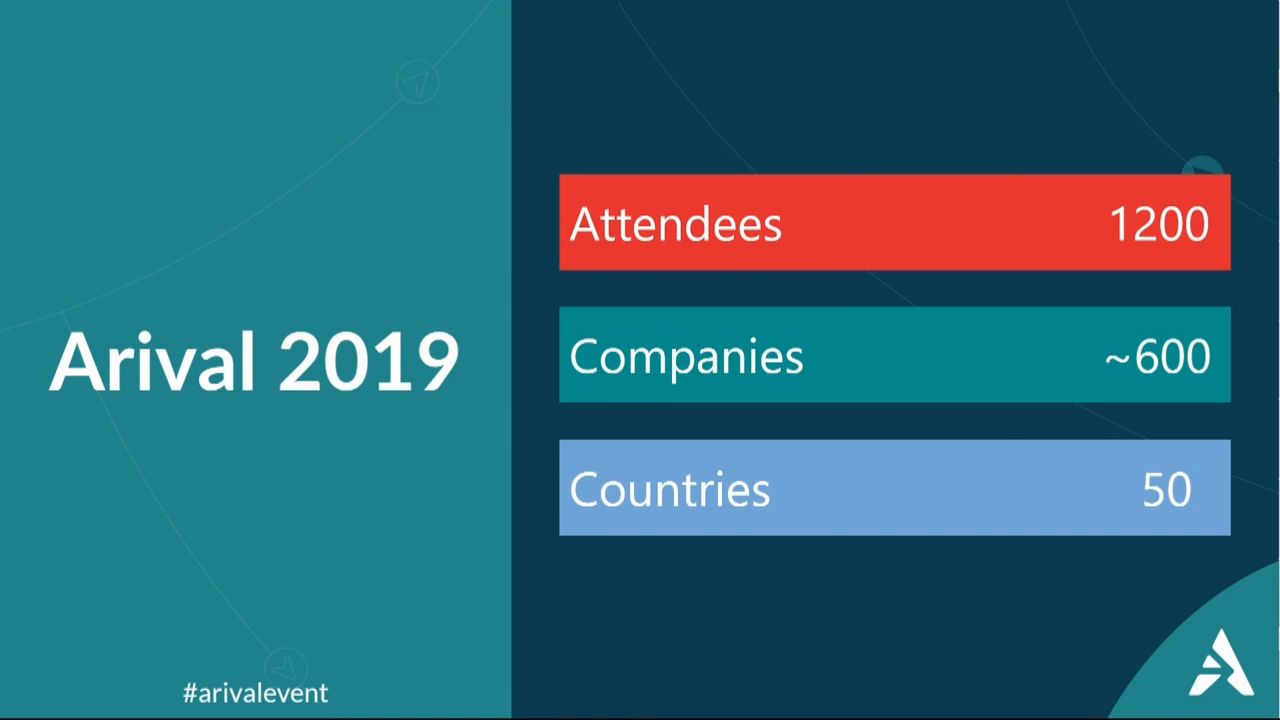 Arival 2019
#arivalevent
Attendees 1200
Companies ~600
Countries 50